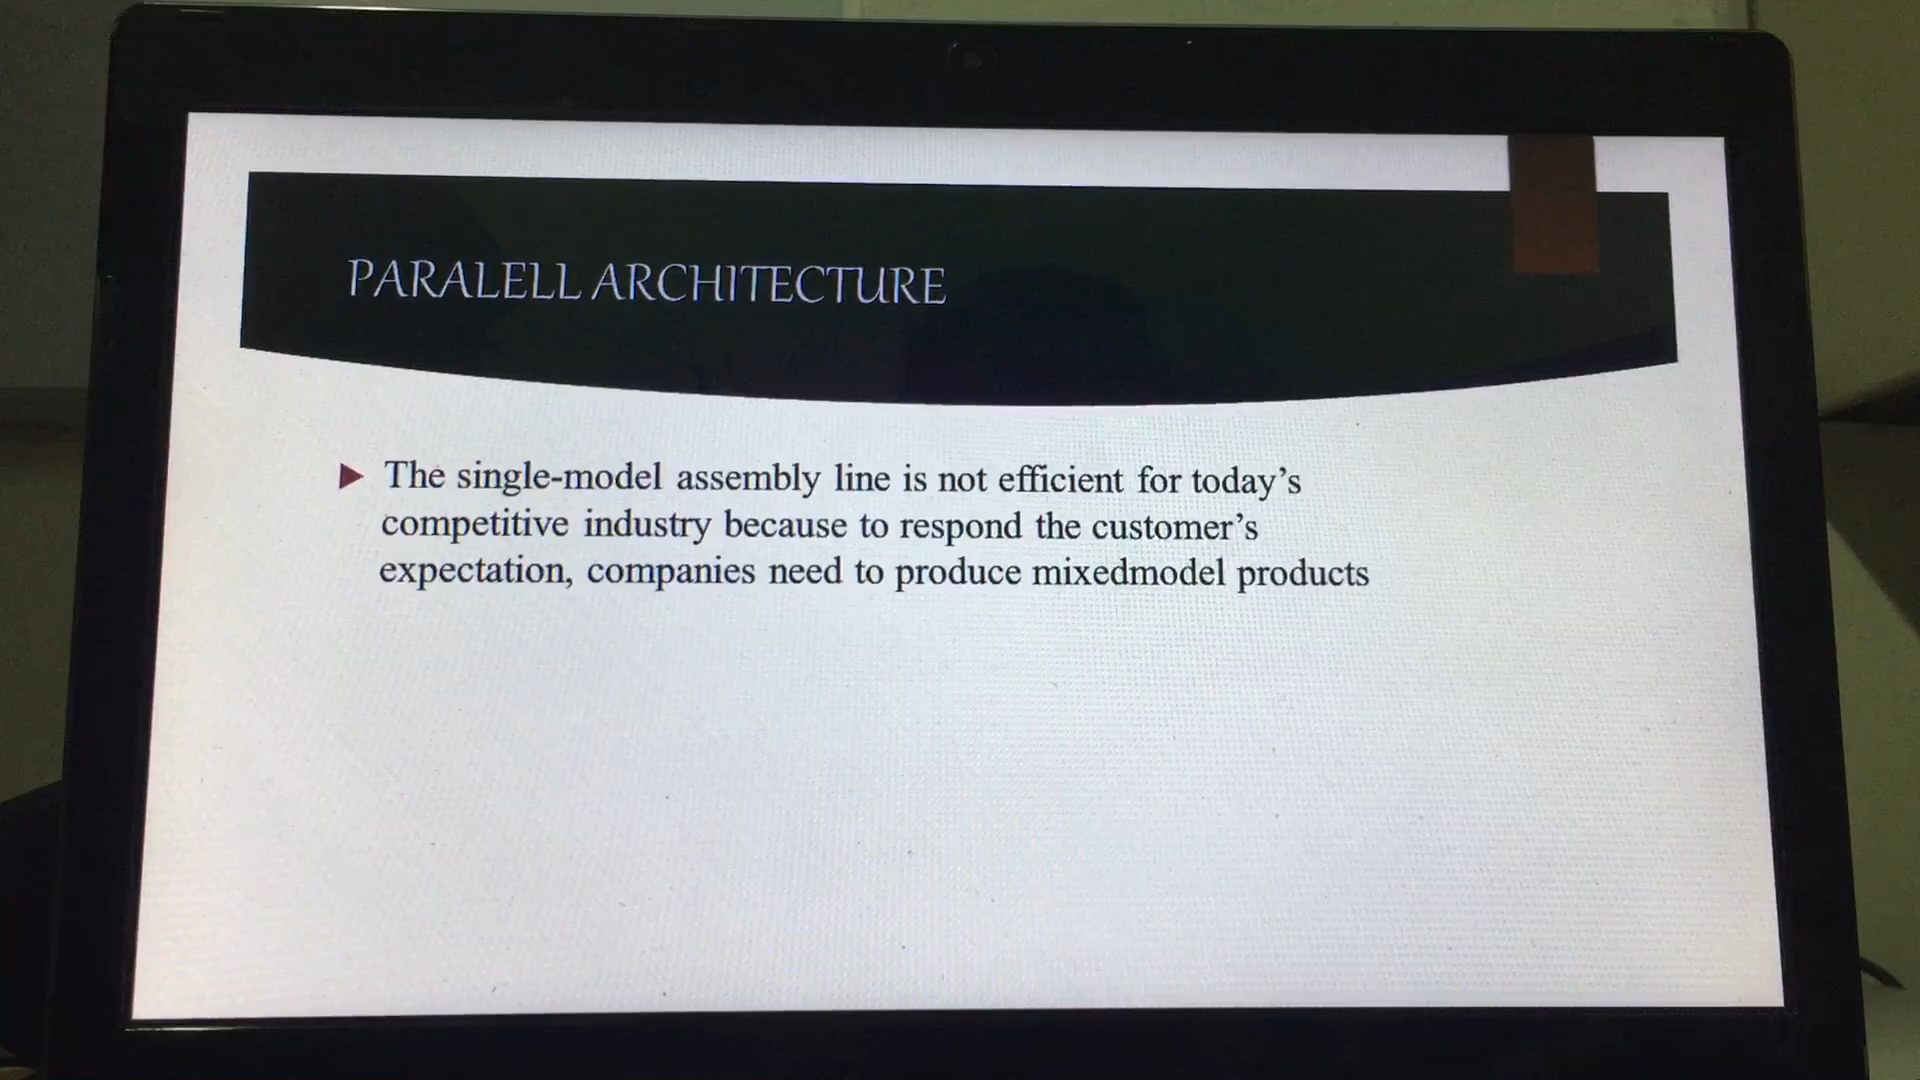 PARALELL ARCHITECTURE
The single-model assembly line is not efficient for today's
competitive industry because to respond the customer's
expectation, companies need to produce mixedmodel products